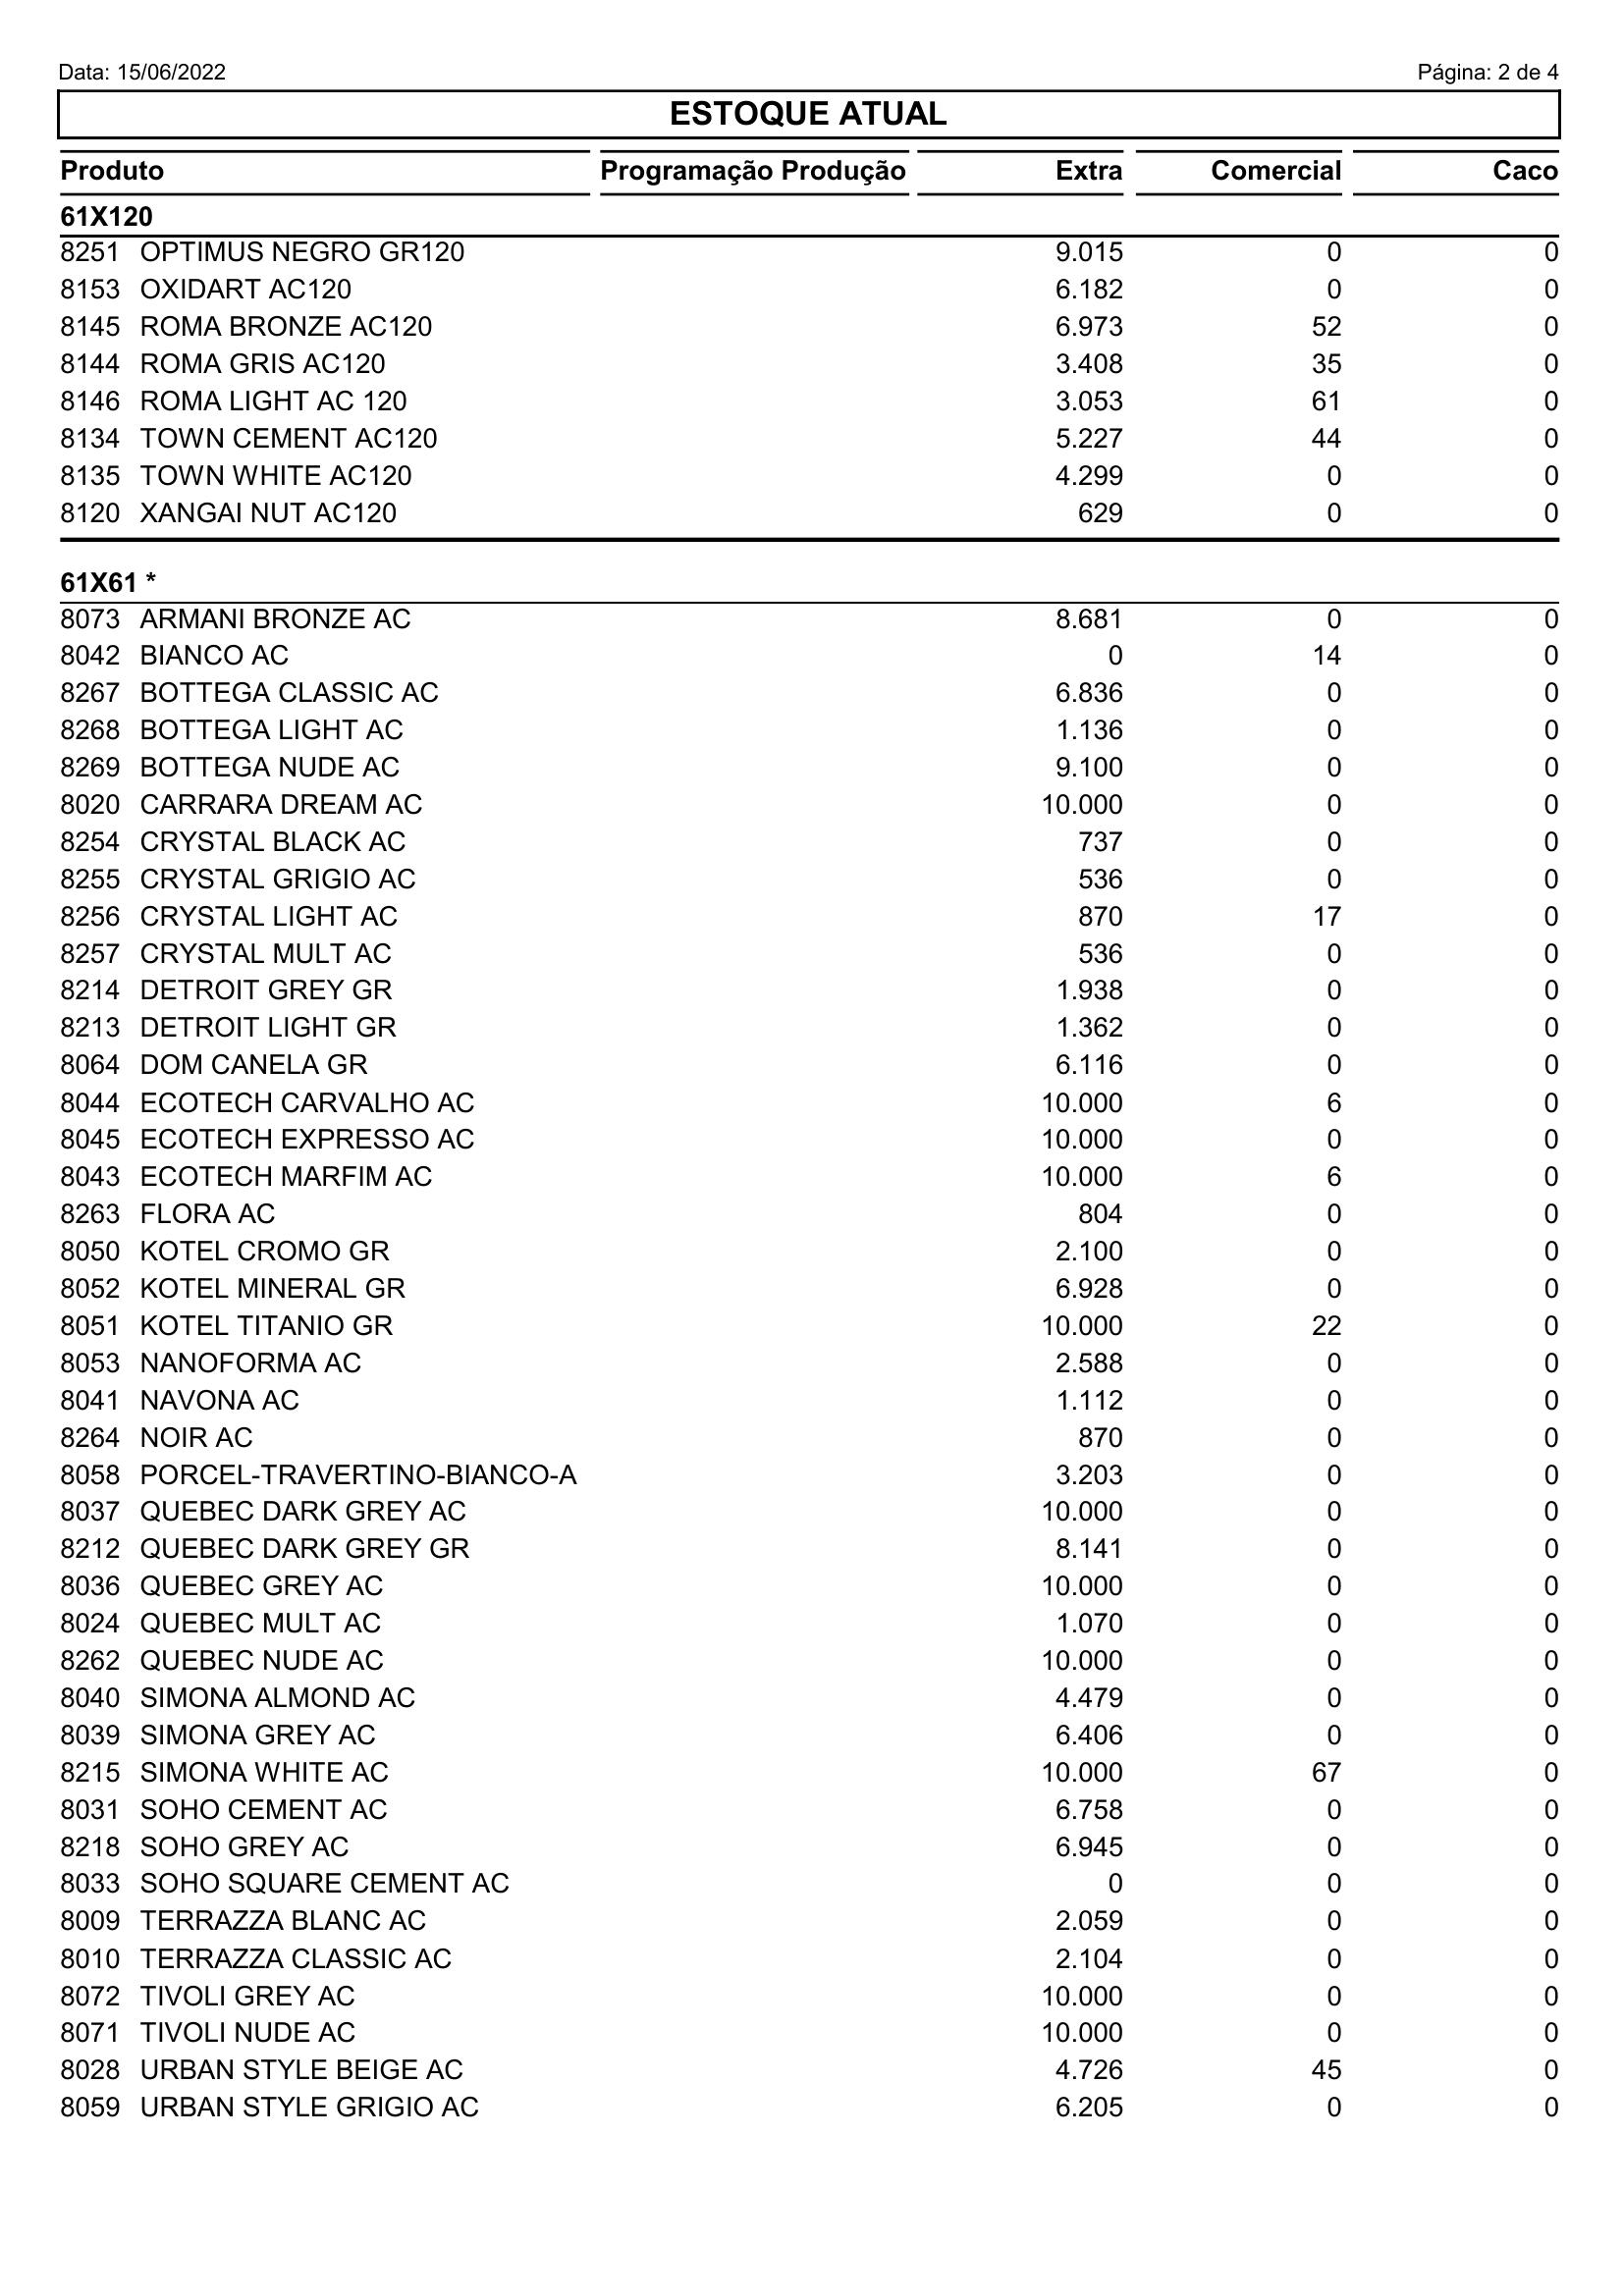 Data: 15/06/2022 Página: 2 de 4
ESTOQUE ATUAL
Produto Programação Produção Extra Comercial Caco
61X120
8251 OPTIMUS NEGRO GR120 9.015 0 0
8153 OXIDART AC120 6.182 0 0
8145 ROMA BRONZE AC120 6.973 52 0
8144 ROMA GRIS AC120 3.408 35 0
8146 ROMA LIGHT AC 120 3.053 61 0
8134 TOWN CEMENT AC120 5.227 44 0
8135 TOWN WHITE AC120 4.299 0 0
8120 XANGAI NUT AC120 629 0 0
61X61 *
8073 ARMANI BRONZE AC 8.681 0 0
8042 BIANCO AC 0 14 0
8267 BOTTEGA CLASSIC AC 6.836 0 0
8268 BOTTEGA LIGHT AC 1.136 0 0
8269 BOTTEGA NUDE AC 9.100 0 0
8020 CARRARA DREAM AC 10.000 0 0
8254 CRYSTAL BLACK AC 737 0 0
8255 CRYSTAL GRIGIO AC 536 0 0
8256 CRYSTAL LIGHT AC 870 17 0
8257 CRYSTAL MULT AC 536 0 0
8214 DETROIT GREY GR 1.938 0 0
8213 DETROIT LIGHT GR 1.362 0 0
8064 DOM CANELA GR 6.116 0 0
8044 ECOTECH CARVALHO AC 10.000 6 0
8045 ECOTECH EXPRESSO AC 10.000 0 0
8043 ECOTECH MARFIM AC 10.000 6 0
8263 FLORA AC 804 0 0
8050 KOTEL CROMO GR 2.100 0 0
8052 KOTEL MINERAL GR 6.928 0 0
8051 KOTEL TITANIO GR 10.000 22 0
8053 NANOFORMA AC 2.588 0 0
8041 NAVONA AC 1.112 0 0
8264 NOIR AC 870 0 0
8058 PORCEL-TRAVERTINO-BIANCO-A 3.203 0 0
8037 QUEBEC DARK GREY AC 10.000 0 0
8212 QUEBEC DARK GREY GR 8.141 0 0
8036 QUEBEC GREY AC 10.000 0 0
8024 QUEBEC MULT AC 1.070 0 0
8262 QUEBEC NUDE AC 10.000 0 0
8040 SIMONA ALMOND AC 4.479 0 0
8039 SIMONA GREY AC 6.406 0 0
8215 SIMONA WHITE AC 10.000 67 0
8031 SOHO CEMENT AC 6.758 0 0
8218 SOHO GREY AC 6.945 0 0
8033 SOHO SQUARE CEMENT AC 0 0 0
8009 TERRAZZA BLANC AC 2.059 0 0
8010 TERRAZZA CLASSIC AC 2.104 0 0
8072 TIVOLI GREY AC 10.000 0 0
8071 TIVOLI NUDE AC 10.000 0 0
8028 URBAN STYLE BEIGE AC 4.726 45 0
8059 URBAN STYLE GRIGIO AC 6.205 0 0